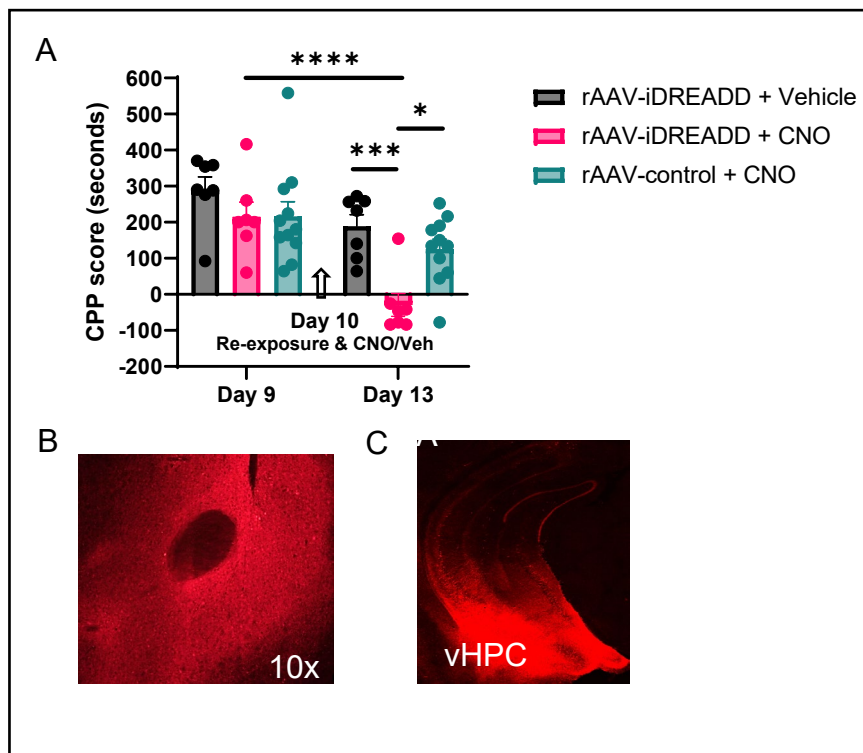 A
****
*
***
600
500
400
300
200
100
0
-100
-200
CPP score (seconds)
⇧
Day 10
Re-exposure & CNO/Veh
Day 9
Day 13
rAAV-iDREADD + Vehicle
rAAV-iDREADD + CNO
rAAV-control + CNO
B
10x
C
vHPC